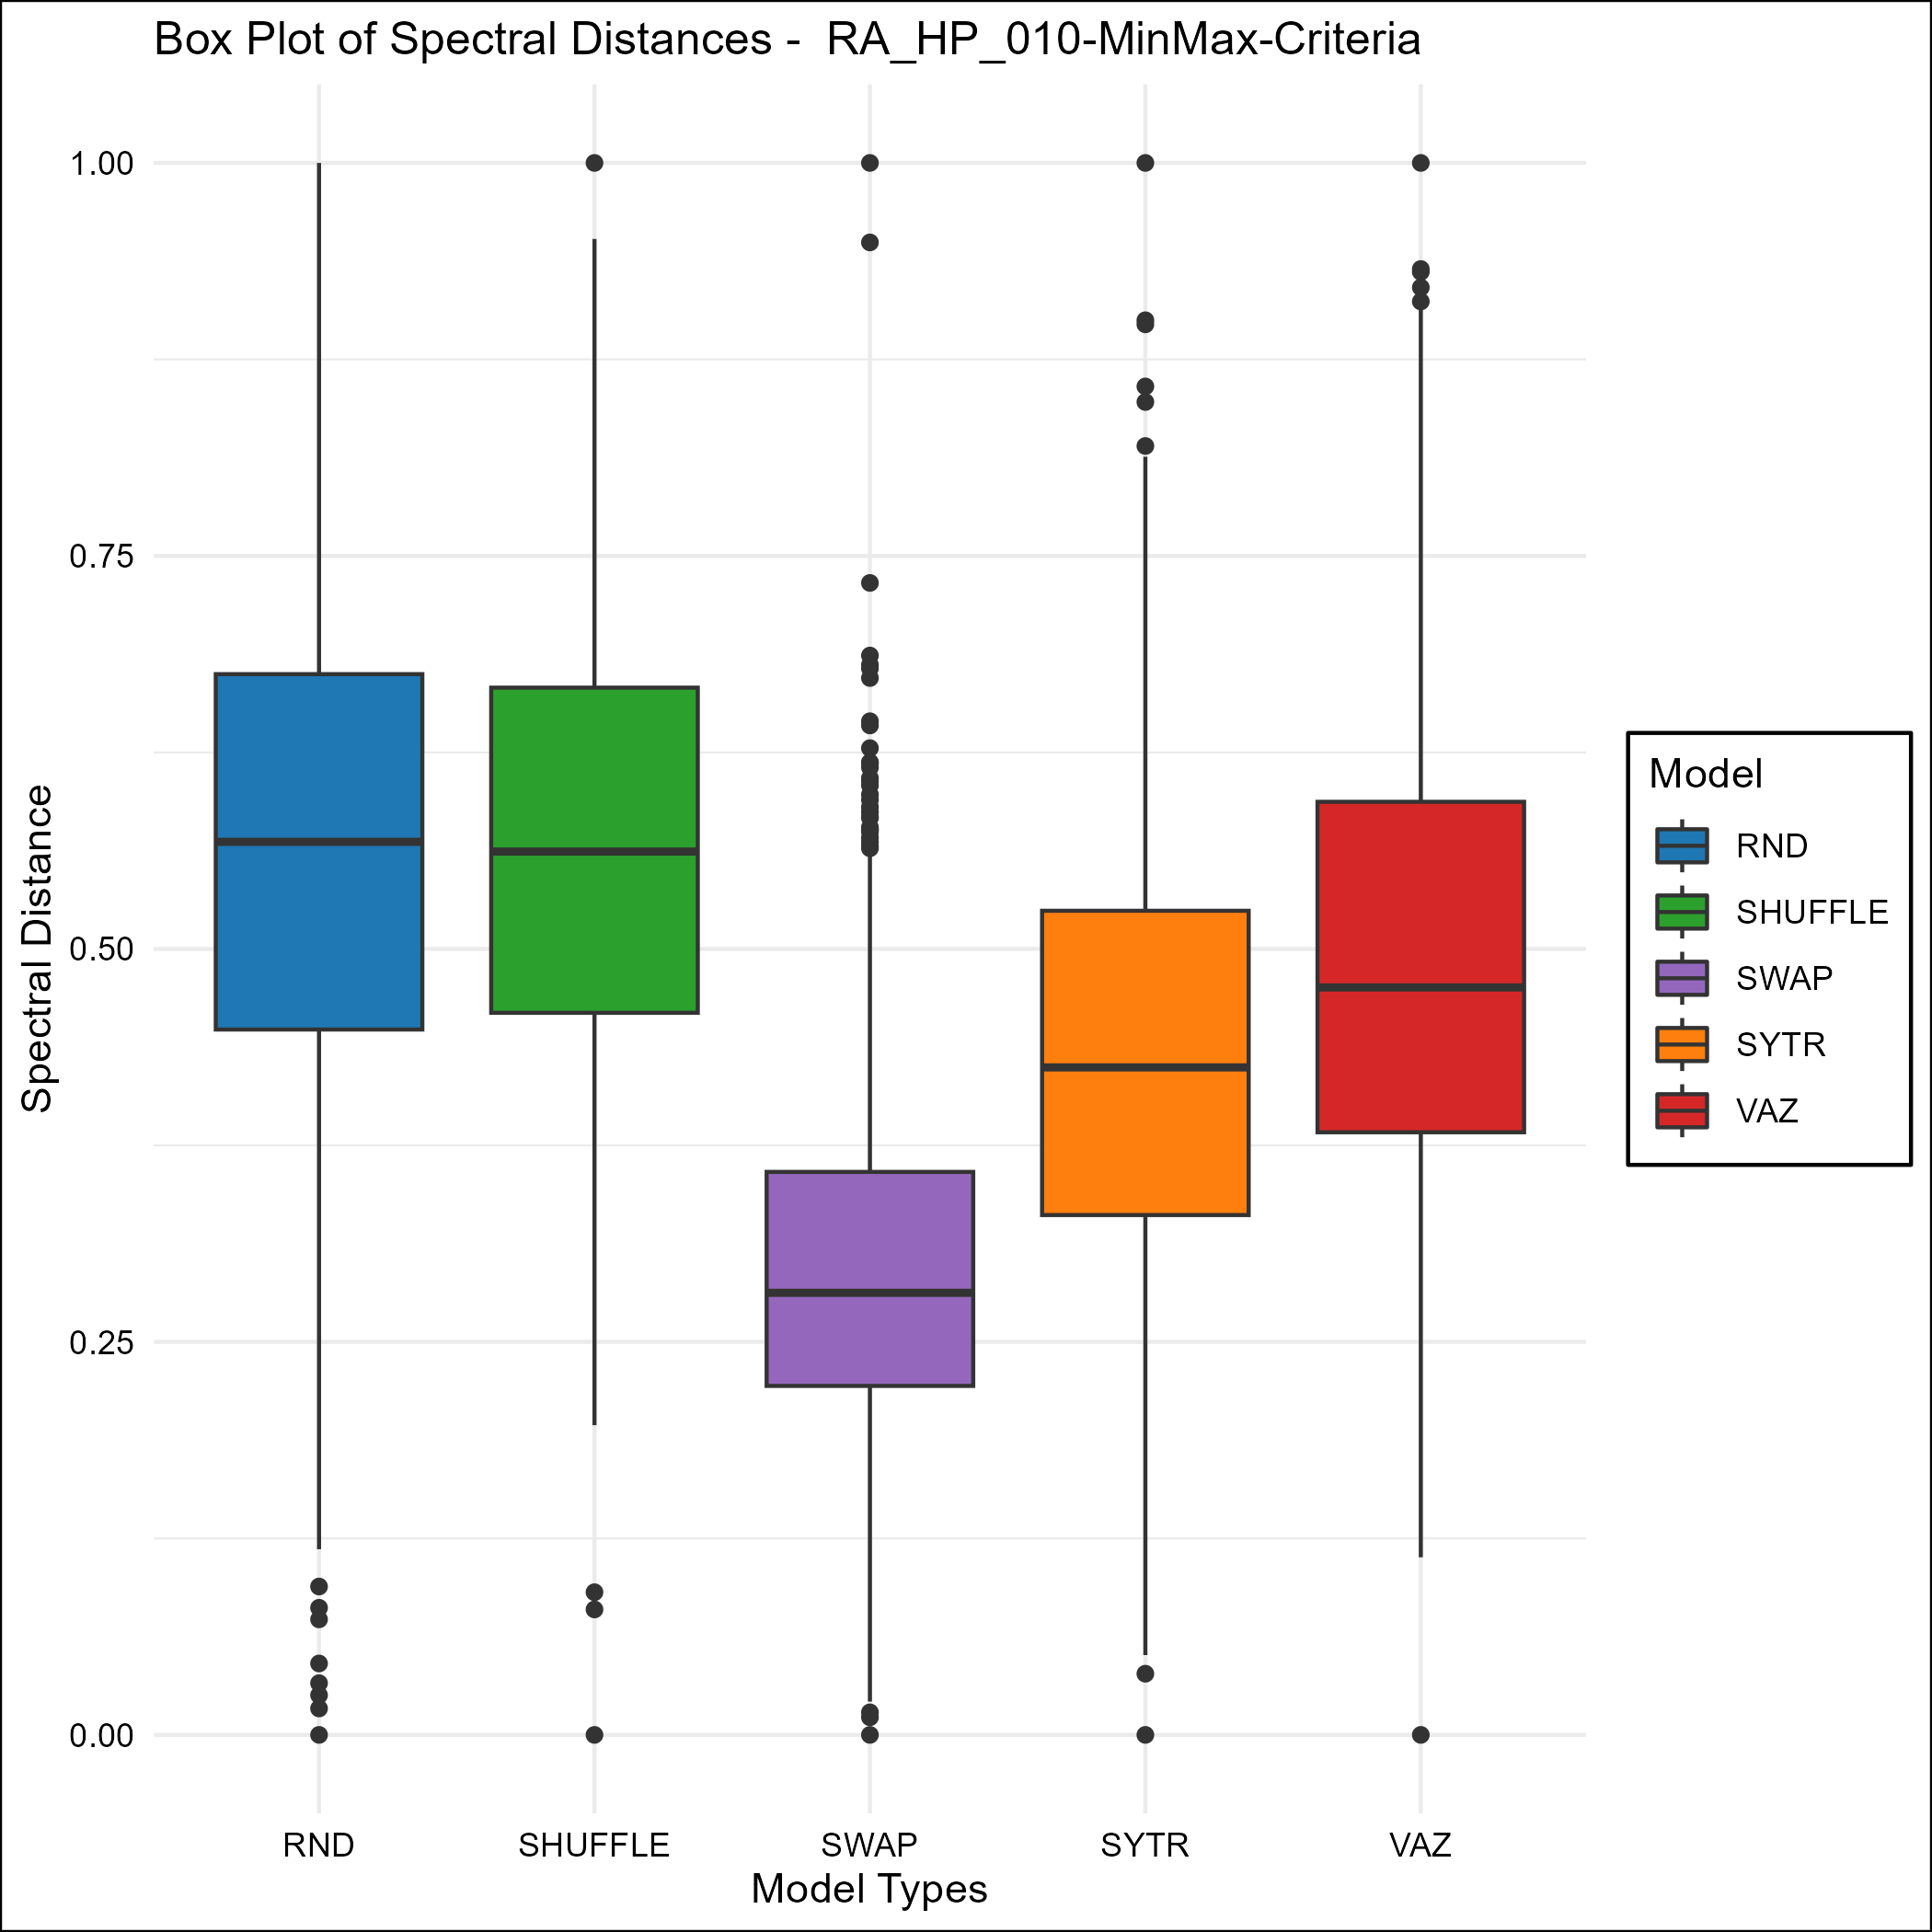 Box Plot of Spectral Distances -  RA_HP_010-MinMax-Criteria
1.00
0.75
0.50
0.25
0.00
Spectral Distance
RND
SHUFFLE
SWAP
SYTR
VAZ
Model Types
Model
RND
SHUFFLE
SWAP
SYTR
VAZ